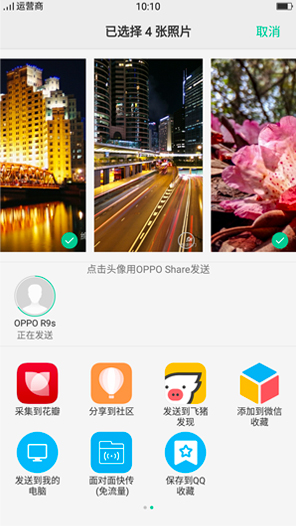 运营商
10:10
已选择 4 张照片
取消
点击头像用OPPO Share发送
OPPO R9s
正在发送
采集到花瓣
分享到社区
发送到飞猪
发现
添加到微信
收藏
发送到我的
电脑
面对面快传
(免流量)
保存到QQ
收藏